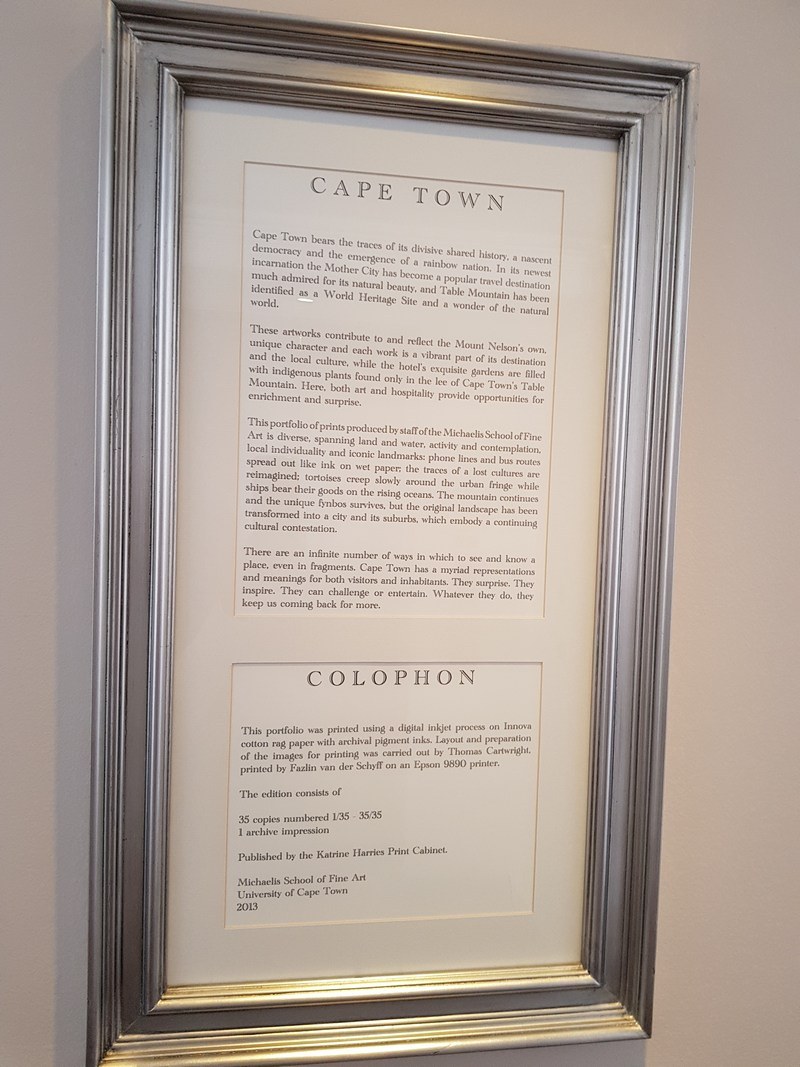 CAPE TOWN
Cape Town bears the traces of its divisive shared history, a nascent
democracy and the emergence of a rainbow nation. In its newest
incarnation the Mother City has become a popular travel destination
much admired for its natural beauty, and Table Mountain has been
identified as a World Heritage Site and a wonder of the natural
world.
These artworks contribute to and reflect the Mount Nelson's own,
unique character and each work is a vibrant part of its destination
and the local culture, while the hotel's exquisite gardens are filled
with indigenous plants found only in the lee of Cape Town's Table
Mountain. Here, both art and hospitality provide opportunities for
enrichment and surprise.
This portfolio of prints produced by staff of the Michaelis School of Fine
Art is diverse, spanning land and water, activity and contemplation,
local individuality and iconic landmarks: phone lines and bus routes
spread out like ink on wet paper; the traces of a lost cultures are
reimagined; tortoises creep slowly around the urban fringe while
ships bear their goods on the rising oceans. The mountain continues
and the unique fynbos survives, but the original landscape has been
transformed into a city and its suburbs, which embody a continuing
cultural contestation.
There are an infinite number of ways in which to see and know a
place, even in fragments. Cape Town has a myriad representations
and meanings for both visitors and inhabitants. They surprise. They
inspire. They can challenge or entertain. Whatever they do, they
keep us coming back for more.
COLOPHON
This portfolio was printed using a digital inkjet process on Innova
cotton rag paper with archival pigment inks. Layout and preparation
of the images for printing was carried out by Thomas Cartwright,
printed by Fazlin van der Schyff on an Epson 9890 printer.
The edition consists of
35 copies numbered 1/35 - 35/35
1 archive impression
Published by the Katrine Harries Print Cabinet.
Michaelis School of Fine Art
University of Cape Town
2013